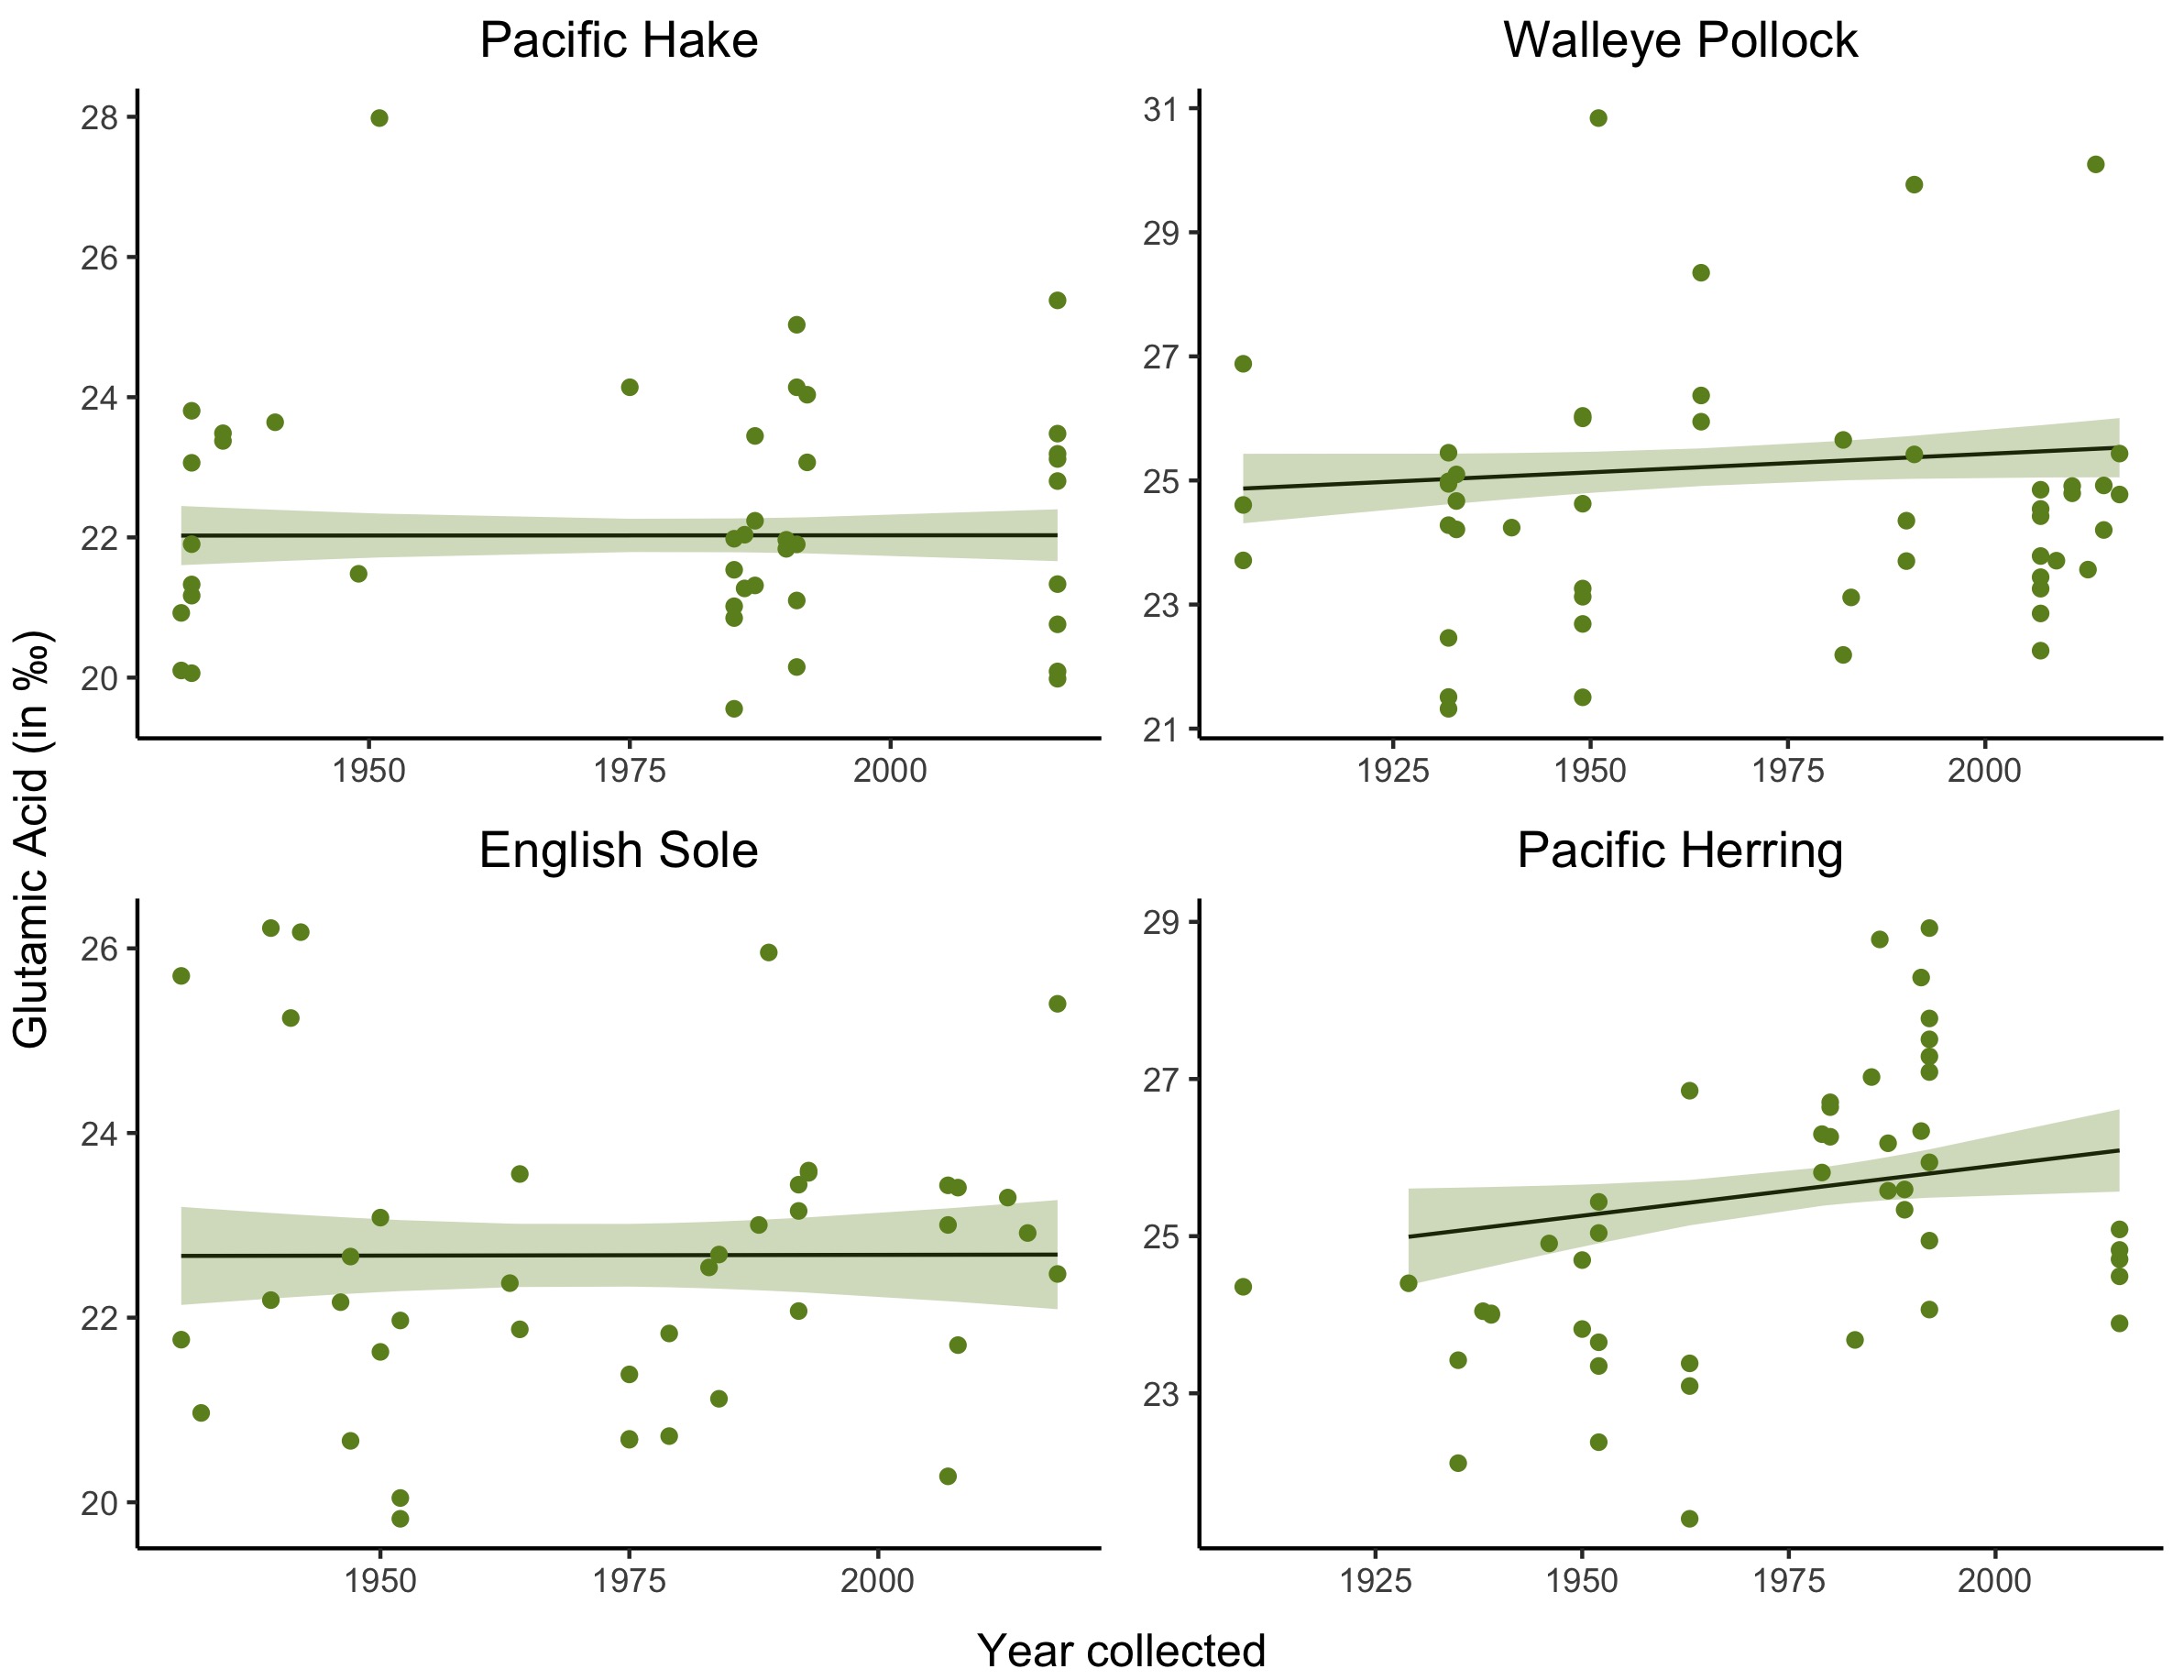 Pacific Hake
Walleye Pollock
28
26
24
22
20
1950 1975 2000
31
29
27
25
23
21
1925 1950 1975 2000
Glutamic Acid (in ‰)
English Sole
Pacific Herring
26
24
22
20
1950 1975 2000
29
27
25
23
1925 1950 1975 2000
Year collected